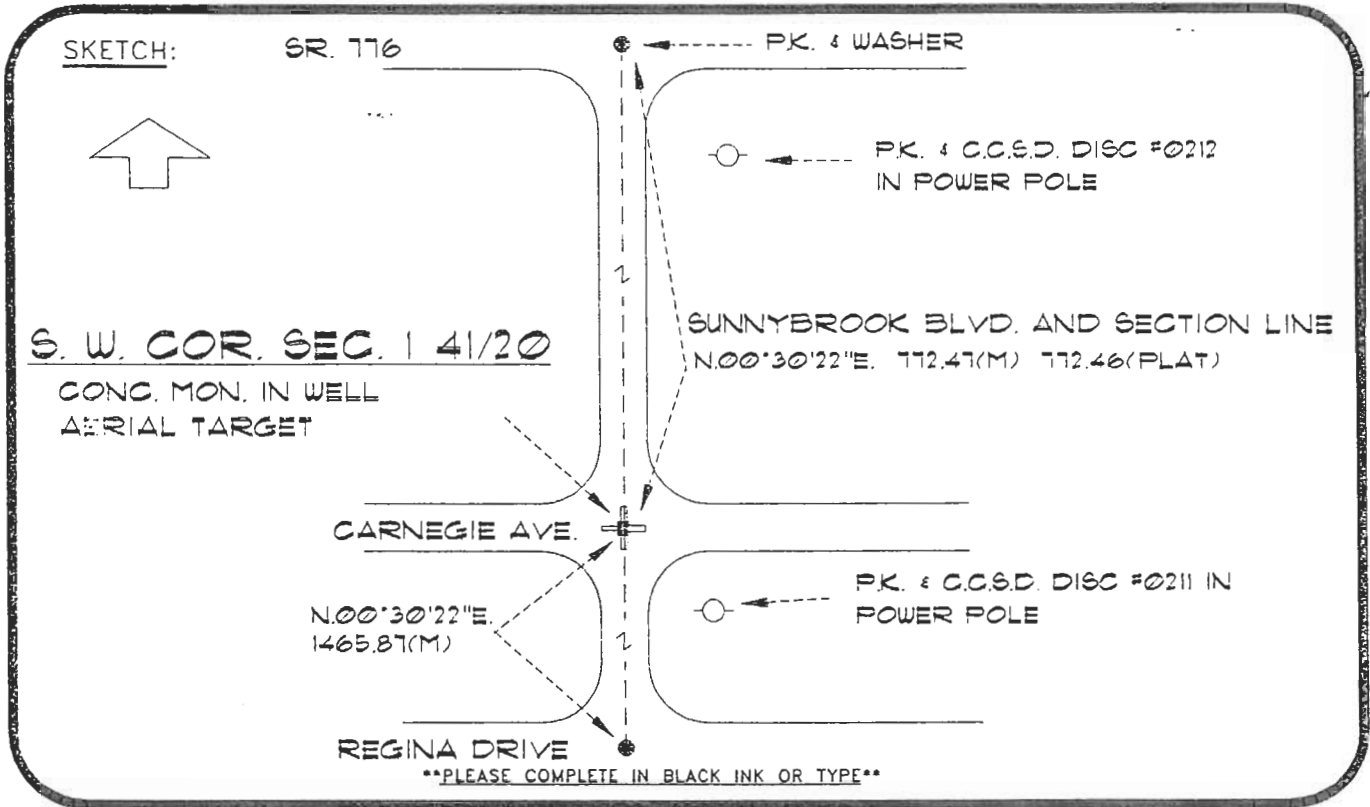 SKETCH:
SR. 776
P.K. & WASHER
P.K. & C.C.S.D. DISC #0212
IN POWER POLE
SUNNYBROOK BLVD. AND SECTION LINE
N.00°30'22"E. 772.47(M) 772.46(PLAT)
S. W. COR. SEC. 1 41/20
CONC. MON. IN WELL
AERIAL TARGET
CARNEGIE AVE.
P.K. & C.C.S.D. DISC #0211 IN
POWER POLE
N.00°30'22"E.
1465.87(M)
REGINA DRIVE
**PLEASE COMPLETE IN BLACK INK OR TYPE**